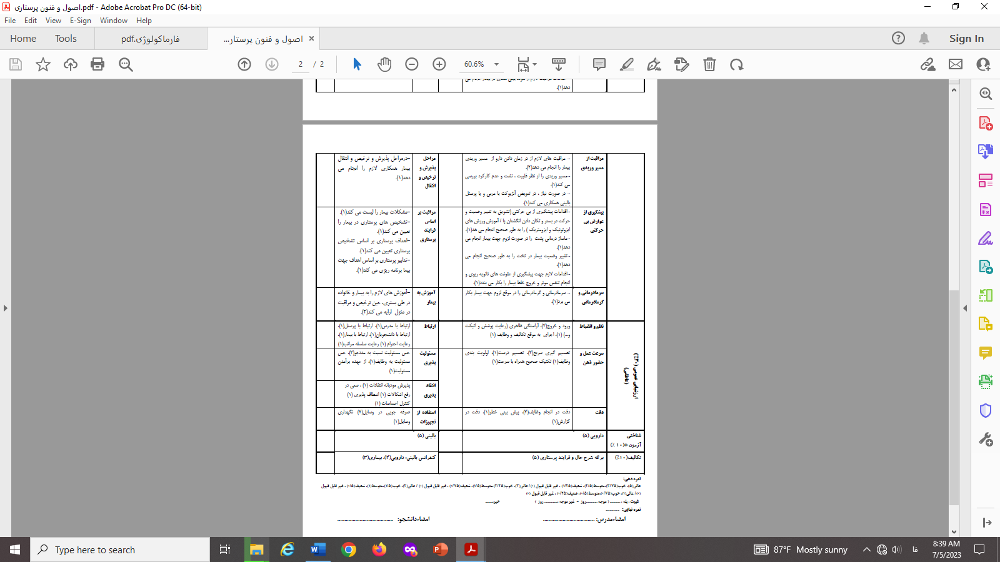 اصول و فنون پرستاری.pdf - Adobe Acrobat Pro DC (64-bit)
File Edit View E-Sign Window Help
Home Tools
فارماکولوژی.pdf
اصول و فنون پرستار...
Sign In
2 / 2
60.6%
دهد(۱).
مراقبت از مسیر وریدی
- مراقبت های لازم از در زمان دادن دارو از مسیر وریدی
بیمار را انجام می دهد(۲).
-مسیر وریدی را از نظر فلبیت ، نشت و عدم کارکرد بررسی
می کند(۱).
- در صورت نیاز ، در تعویض آنژیوکت با مربی و یا پرسنل
بالینی همکاری می کند(۱).
مراحل پذیرش و ترخیص و انتقال
-درمراحل پذیرش و ترخیص و انتقال
بیمار همکاری لازم را انجام می
دهد(۱).
پیشگیری از عوارض بی حرکتی
-اقدامات پیشگیری از بی حرکتی (تشویق به تغییر وضعیت و
حرکت در بستر و تکان دادن انگشتان پا / آموزش ورزش های
ایزوتونیک و ایزومتریک ) را به طور صحیح انجام می هد(۱).
-ماساژ درمانی پشت را در صورت لزوم جهت بیمار انجام می
دهد(۱).
-تغییر وضعیت بیمار در تخت را به طور صحیح انجام می
دهد(۱).
-اقدامات لازم جهت پیشگیری از عفونت های ثانویه ریوی و
انجام تنفس موثر و خروج خلط بیمار را بکار می بندد(۱).
مراقبت بر اساس فرایند پرستاری
-مشکلات بیمار را لیست می کند(۱).
-تشخیص های پرستاری در بیمار را
تعیین می کند(۱).
-اهداف پرستاری بر اساس تشخیص
پرستاری تعیین می کند(۱).
-تدابیر پرستاری بر اساس اهداف جهت
بیما برنامه ریزی می کند(۱).
سرمادرمانی و گرمادرمانی
- سرمادرمانی و گرمادرمانی را در موقع لزوم جهت بیمار بکار
می برد(۱).
آموزش به بیمار
-آموزش های لازم را به بیمار و خانواده
در طی بستری، حین ترخیص و مراقبت
در منزل ارایه می کند(۲).
ارزشیابی عمومی (۳۰٪)
(عاطفی)
نظم و انضباط
ورود و خروج(۲)، آراستگی ظاهری (رعایت پوشش و اتیکت
و...) (۱)، اجرای به موقع تکالیف و وظایف (۱)
ارتباط
ارتباط با مدرس(۱)، ارتباط با پرسنل(۱)،
ارتباط با دانشجویان(۱)، ارتباط با بیمار(۱)،
رعایت احترام (۱) رعایت سلسله مراتب(۱)
سرعت عمل و حضور ذهن
تصمیم گیری سریع(۲)، تصمیم درست(۱)، اولویت بندی
وظایف(۱) تکنیک صحیح همراه با سرعت(۱)
مسئولیت پذیری
حس مسئولیت نسبت به مددجو(۲)، حس
مسئولیت به وظایف(۱)، از عهده برآمدن
مسئولیت(۱)
انتقاد پذیری
پذیرش مودبانه انتقادات (۱) ، سعی در
رفع اشکالات (۱) انعطاف پذیری (۱)
کنترل احساسات (۱)
دقت
دقت در انجام وظایف(۲)، پیش بینی خطر(۱)، دقت در
گزارش(۱)
استفاده از تجهیزات
صرفه جویی در وسایل(۲) نگهداری
وسایل(۱)
شناختی
آزمون *(۱۰ ٪)
دارویی (۵)
بالینی (۵)
تکالیف(۱۰٪)
برگه شرح حال و فرایند پرستاری (۵)
کنفرانس بالینی: دارویی(۲)، بیماری(۳)
نمره دهی:
عالی(۵)، خوب(۳/۷۵)،متوسط(۲/۵)، ضعیف(۱/۲۵) ، غیر قابل قبول (۰) / عالی(۳)، خوب(۲/۲۵)،متوسط(۱/۵)، ضعیف(۰/۷۵) ، غیر قابل قبول (۰) / عالی(۲)، خوب(۱/۵)،متوسط(۱)، ضعیف(۰/۵) ، غیر قابل قبول
(۰)/ عالی(۱)، خوب(۰/۷۵)،متوسط(۰/۵)، ضعیف(۰/۲۵) ، غیر قابل قبول (۰)
غیبت : بله : .......... ( موجه ...........روز - غیر موجه :............ روز ) خیر:......
نمره نهایی: ............
امضاءمدرس: .................................... امضاءدانشجو: .......................................
Type here to search
87°F Mostly sunny
فا
8:39 AM
7/5/2023